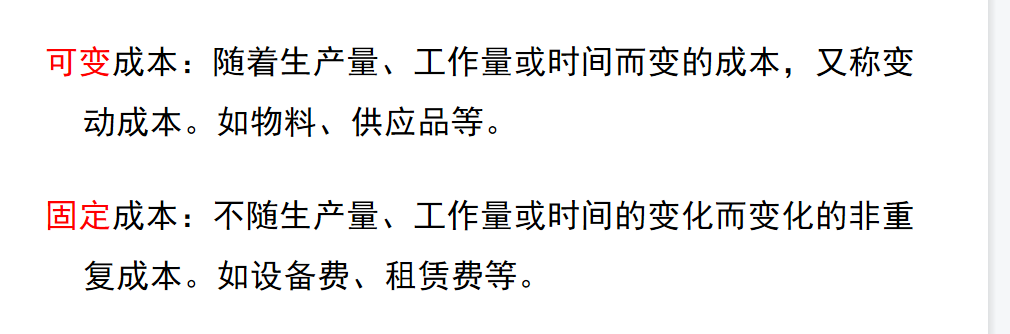 可变成本：随着生产量、工作量或时间而变的成本，又称变
动成本。如物料、供应品等。
固定成本：不随生产量、工作量或时间的变化而变化的非重
复成本。如设备费、租赁费等。